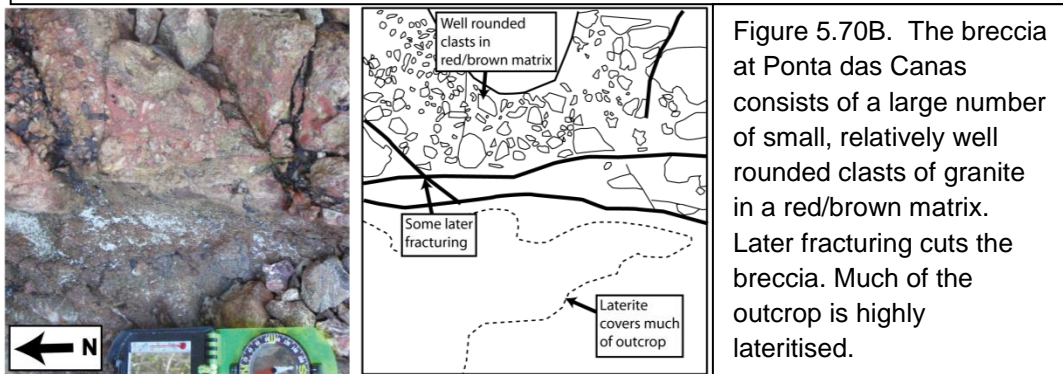 N
Well rounded
clasts in
red/brown matrix
Some later
fracturing
Laterite
covers much
of outcrop
Figure 5.70B. The breccia
at Ponta das Canas
consists of a large number
of small, relatively well
rounded clasts of granite
in a red/brown matrix.
Later fracturing cuts the
breccia. Much of the
outcrop is highly
lateritised.